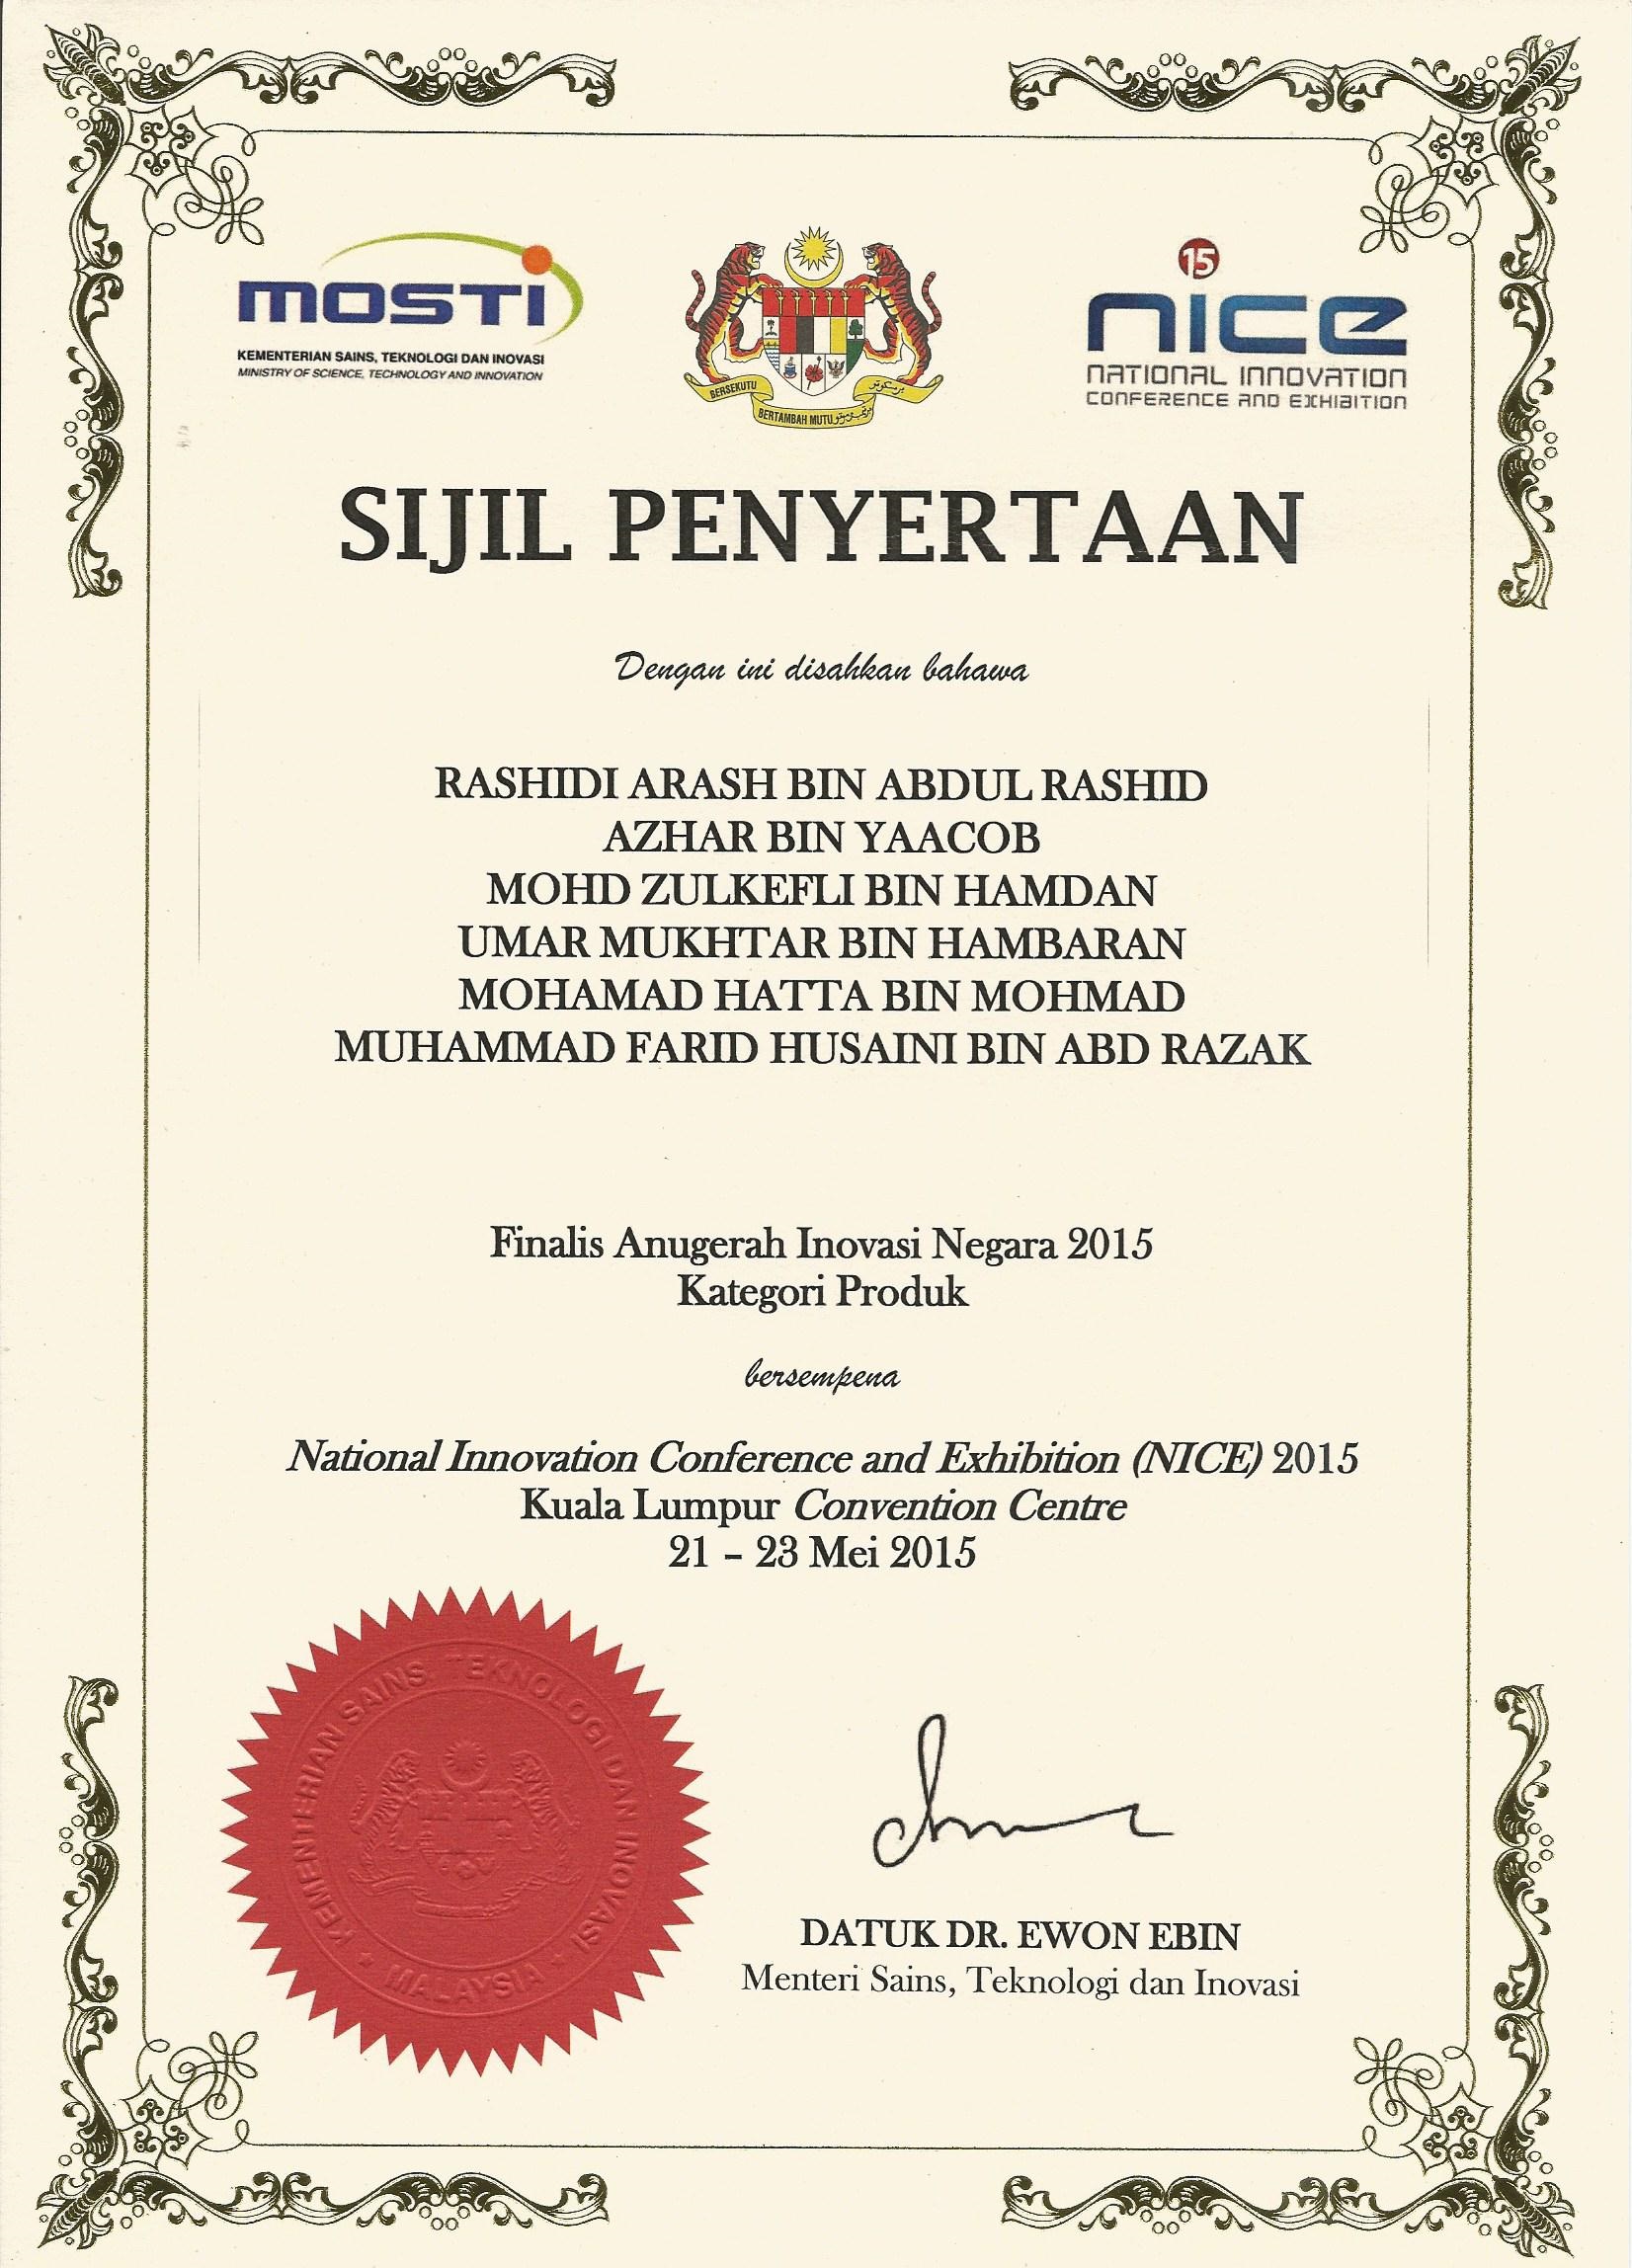 MOSTI
KEMENTERIAN SAINS, TEKNOLOGI DAN INOVASI
MINISTRY OF SCIENCE, TECHNOLOGY AND INNOVATION
BERSEKUTU
BERTAMBAH MUTU
15
NICE
NATIONAL INNOVATION
CONFERENCE AND EXHIBITION
SIJIL PENYERTAAN
Dengan ini disahkan bahawa
RASHIDI ARASH BIN ABDUL RASHID
AZHAR BIN YAACOB
MOHD ZULKEFLI BIN HAMDAN
UMAR MUKHTAR BIN HAMBARAN
MOHAMAD HATTA BIN MOHMAD
MUHAMMAD FARID HUSAINI BIN ABD RAZAK
Finalis Anugerah Inovasi Negara 2015
Kategori Produk
bersempena
National Innovation Conference and Exhibition (NICE) 2015
Kuala Lumpur Convention Centre
21 – 23 Mei 2015
KEMENTERIAN SAINS TEKNOLOGI DAN INOVASI
MALAYSIA
DATUK DR. EWON EBIN
Menteri Sains, Teknologi dan Inovasi